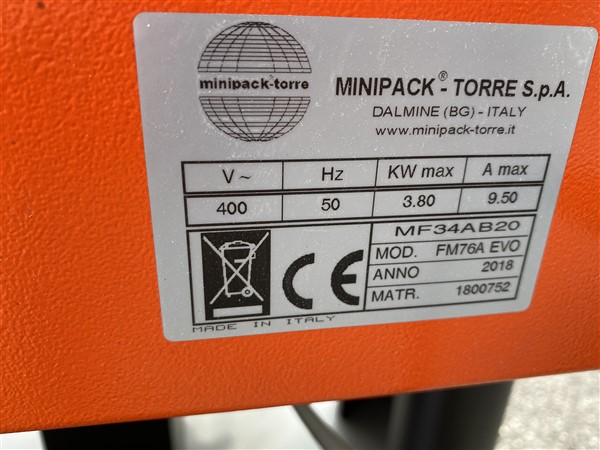 minipack-torre
MINIPACK® - TORRE S.p.A.
DALMINE (BG) - ITALY
www.minipack-torre.it
V~ Hz KW max A max
400 50 3.80 9.50
MF34AB20
MOD. FM76A EVO
ANNO 2018
MATR. 1800752
CE
MADE IN ITALY